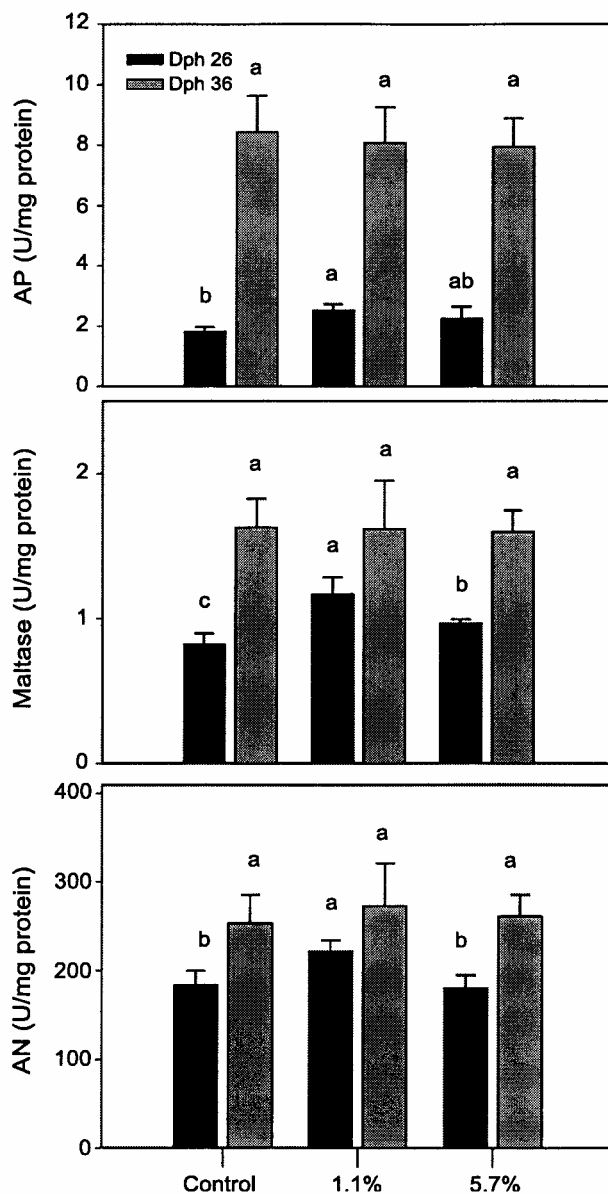 12
10
8
6
4
2
0
AP (U/mg protein)
Dph 26
Dph 36
a a a
b a ab
2
1
0
Maltase (U/mg protein)
a a a
c a b
400
300
200
100
0
AN (U/mg protein)
a a a
b a b
Control 1.1% 5.7%